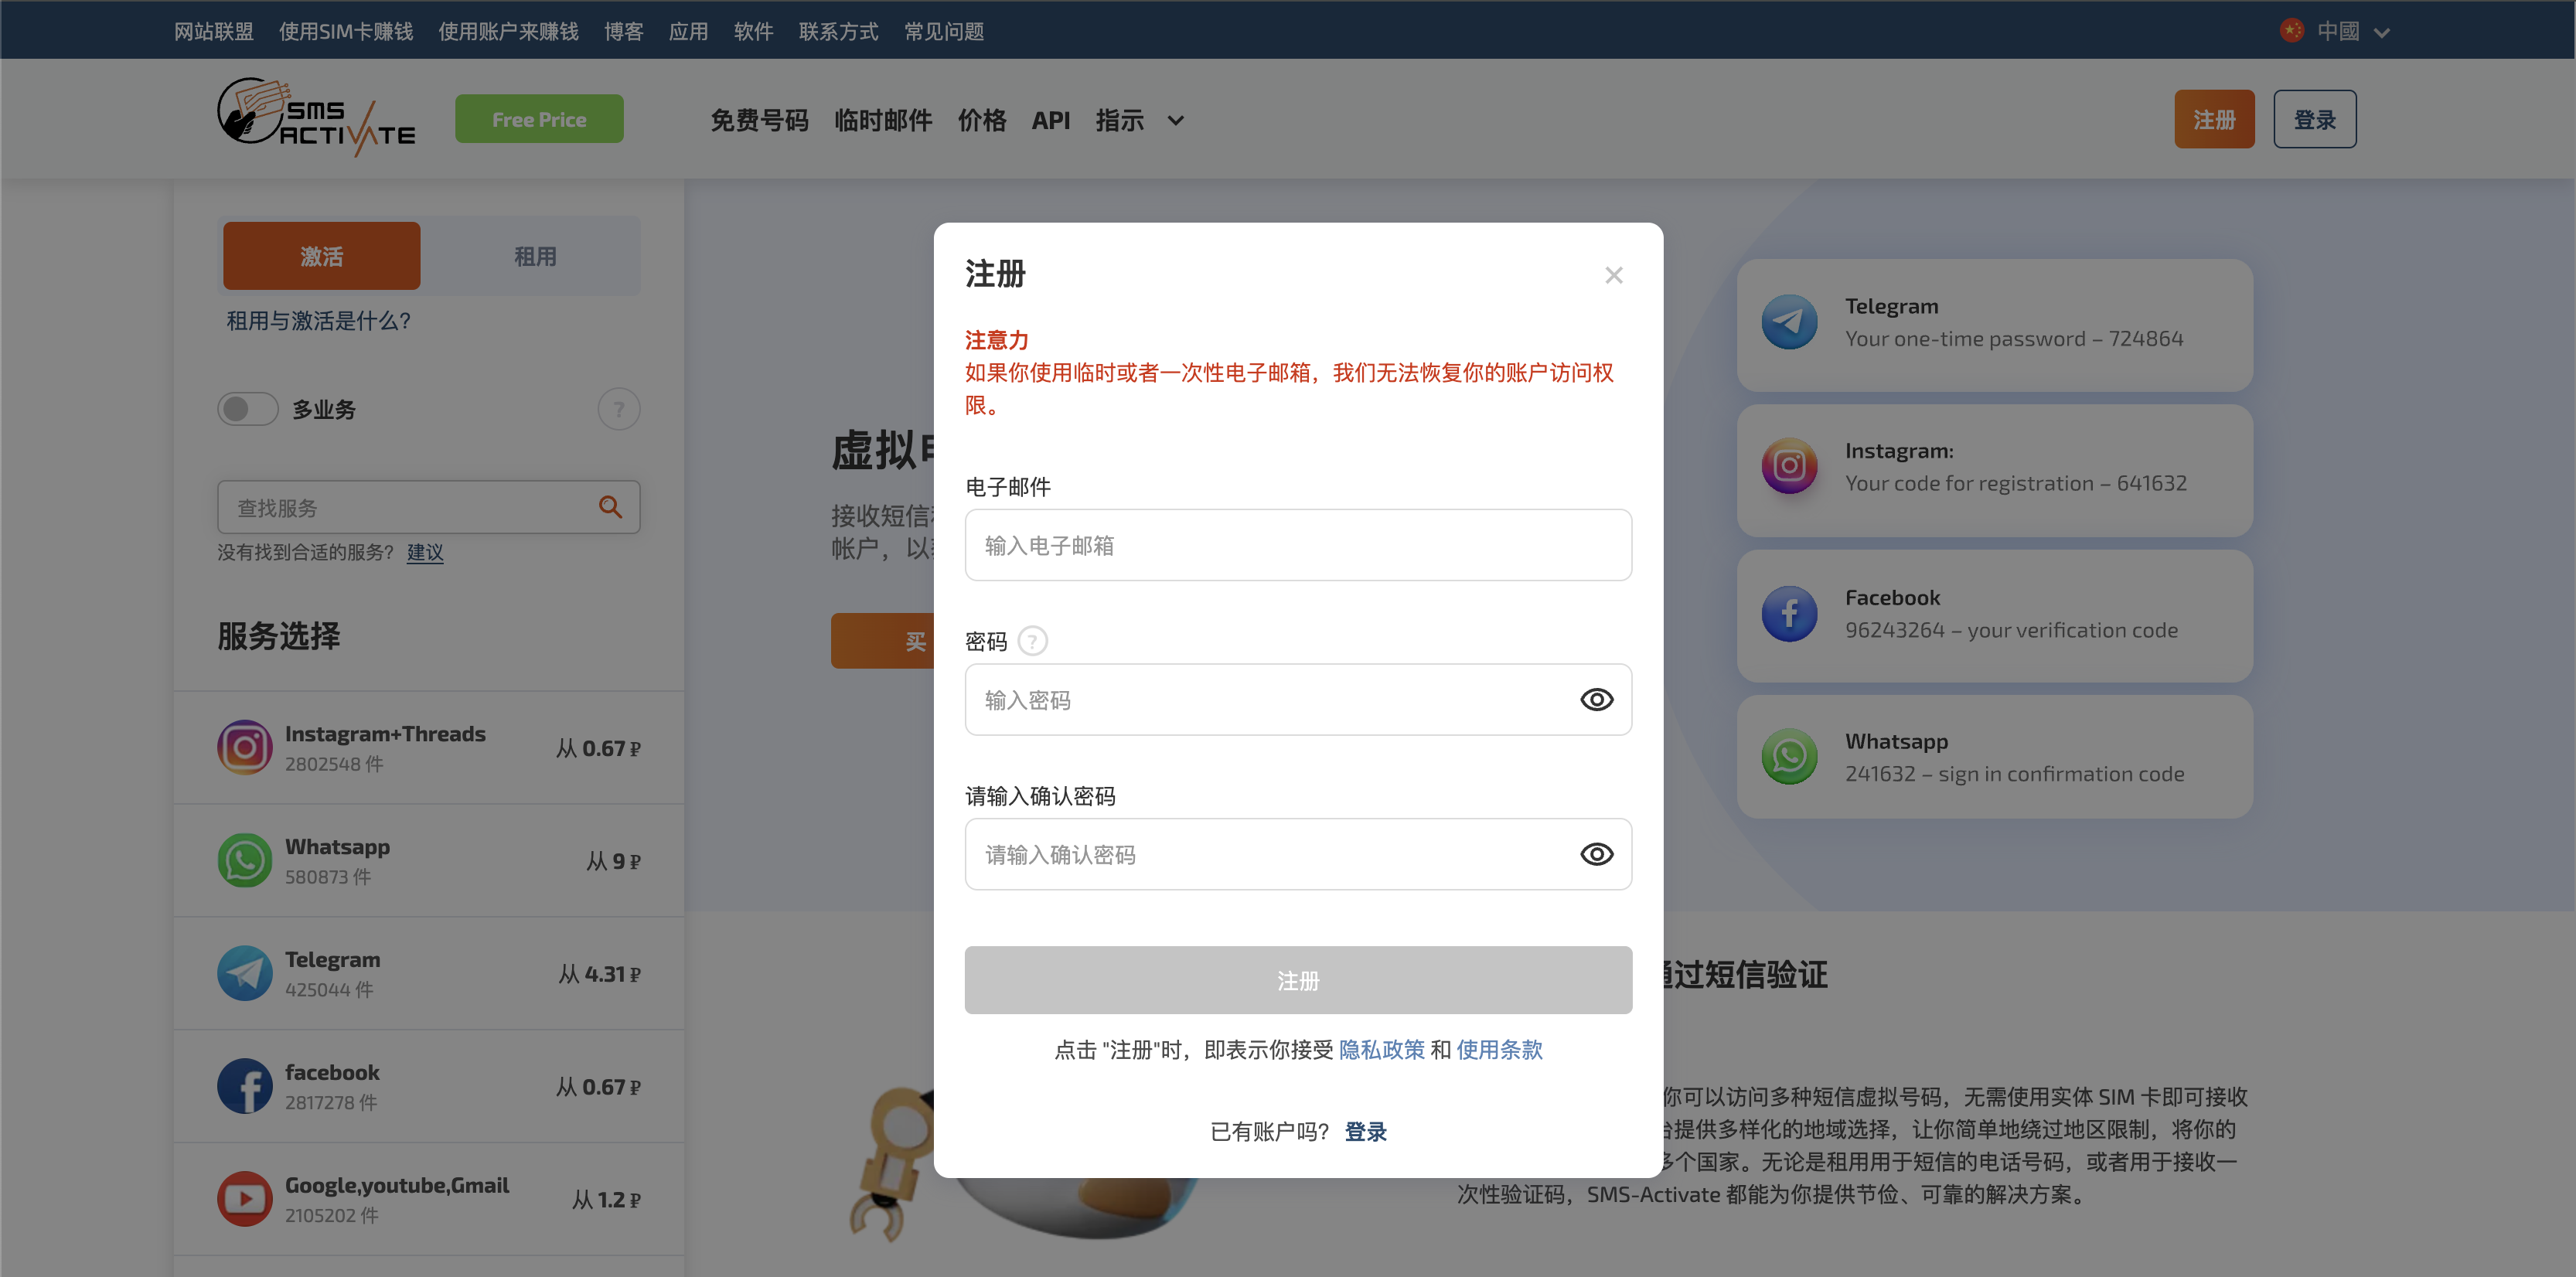 网站联盟 使用SIM卡赚钱 使用账户来赚钱 博客 应用 软件 联系方式 常见问题 中國
SMS ACTIVATE
Free Price
免费号码 临时邮件 价格 API 指示
注册 登录
激活 租用
租用与激活是什么?
多业务 ?
查找服务
没有找到合适的服务? 建议
服务选择
Instagram+Threads
2802548 件
从 0.67 ₽
Whatsapp
580873 件
从 9 ₽
Telegram
425044 件
从 4.31 ₽
facebook
2817278 件
从 0.67 ₽
Google,youtube,Gmail
2105202 件
从 1.2 ₽
虚拟
接收短信
帐户，以
买
注册
注意力
如果你使用临时或者一次性电子邮箱，我们无法恢复你的账户访问权
限。
电子邮件
输入电子邮箱
密码 ?
输入密码
请输入确认密码
请输入确认密码
注册
点击 "注册"时，即表示你接受 隐私政策 和 使用条款
已有账户吗? 登录
Telegram
Your one-time password – 724864
Instagram:
Your code for registration – 641632
Facebook
96243264 – your verification code
Whatsapp
241632 – sign in confirmation code
通过短信验证
你可以访问多种短信虚拟号码，无需使用实体 SIM 卡即可接收
提供多样化的地域选择，让你简单地绕过地区限制，将你的
多个国家。无论是租用用于短信的电话号码，或者用于接收一
次性验证码，SMS-Activate 都能为你提供节俭、可靠的解决方案。